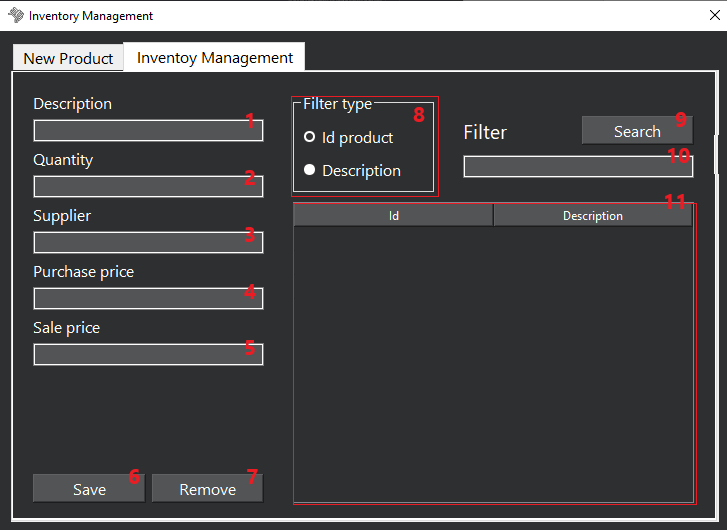 Inventory Management
New Product
Inventoy Management
Description
1
Quantity
2
Supplier
3
Purchase price
4
Sale price
5
Save 6
Remove 7
Filter type
8
Id product
Description
Filter
Search 9
10
11
Id
Description